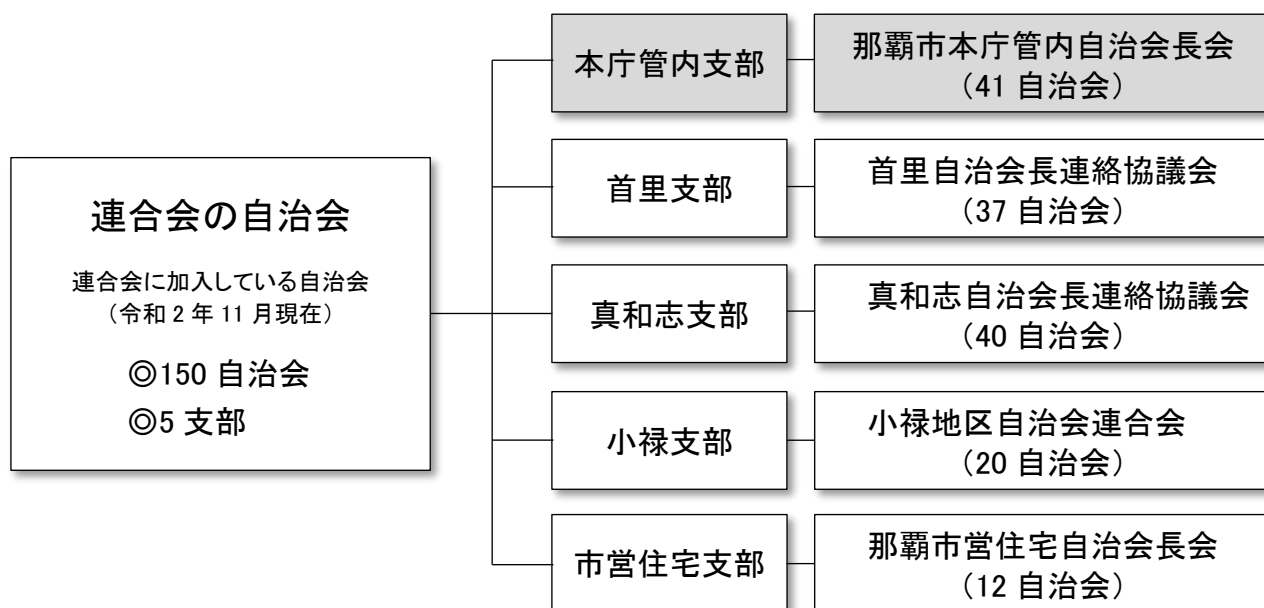 連合会の自治会
連合会に加入している自治会
（令和 2 年 11 月現在）
◎150 自治会
◎5 支部
本庁管内支部
那覇市本庁管内自治会長会
（41 自治会）
首里支部
首里自治会長連絡協議会
（37 自治会）
真和志支部
真和志自治会長連絡協議会
（40 自治会）
小禄支部
小禄地区自治会連合会
（20 自治会）
市営住宅支部
那覇市営住宅自治会長会
（12 自治会）